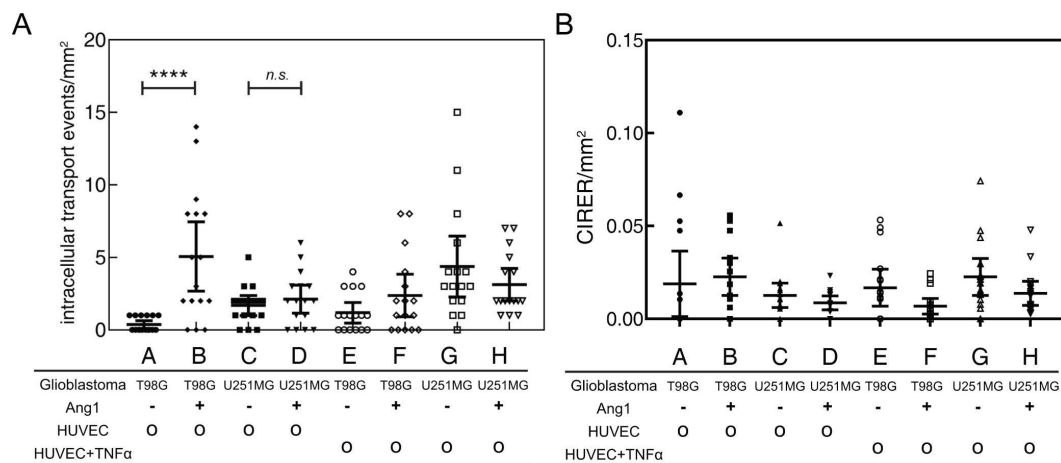 A
B
intracellular transport events/mm²
20
15
10
5
0
****
n.s.
A B C D E F G H
Glioblastoma T98G T98G U251MG U251MG T98G T98G U251MG U251MG
Ang1 - + - + - + - +
HUVEC O O O O
HUVEC+TNFα O O O O
CIRER/mm²
0.15
0.10
0.05
0.00
A B C D E F G H
Glioblastoma T98G T98G U251MG U251MG T98G T98G U251MG U251MG
Ang1 - + - + - + - +
HUVEC O O O O
HUVEC+TNFα O O O O